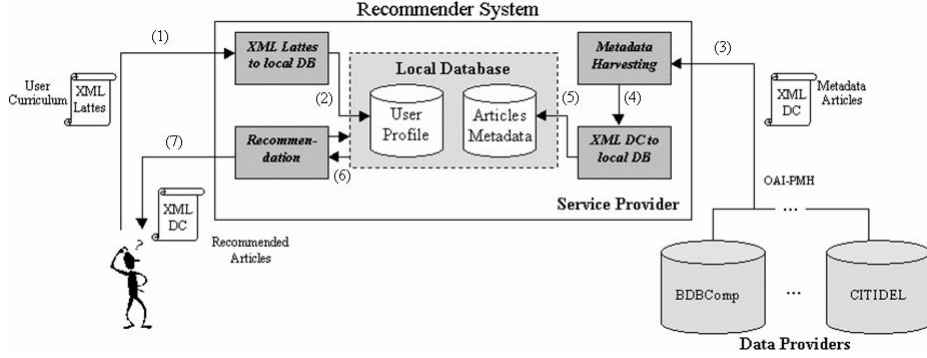 Recommender System
(1)
XML Lattes
to local DB
Metadata
Harvesting
(3)
User
Curriculum
XML
Lattes
(2)
Local Database
(5)
(4)
Metadata
Articles
XML
DC
User
Profile
Articles
Metadata
(7)
Recommen-
dation
XML DC to
local DB
(6)
OAI-PMH
XML
DC
Service Provider
...
?
Recommended
Articles
BDBComp
...
CITIDEL
Data Providers